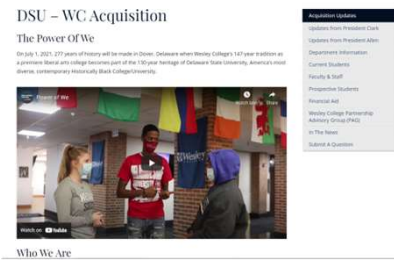 DSU – WC Acquisition
The Power Of We
On July 1, 2021, 277 years of history will be made in Dover, Delaware when Wesley College's 147-year tradition as
a premiere liberal arts college becomes part of the 130-year heritage of Delaware State University, America's most
diverse, contemporary Historically Black College/University.
Power of We
Watch later
Share
Wesley
Watch on YouTube
Who We Are
Acquisition Updates
Updates From President Clark
Updates From President Allen
Department Information
Current Students
Faculty & Staff
Prospective Students
Financial Aid
Wesley College Partnership
Advisory Group (PAG)
In The News
Submit A Question